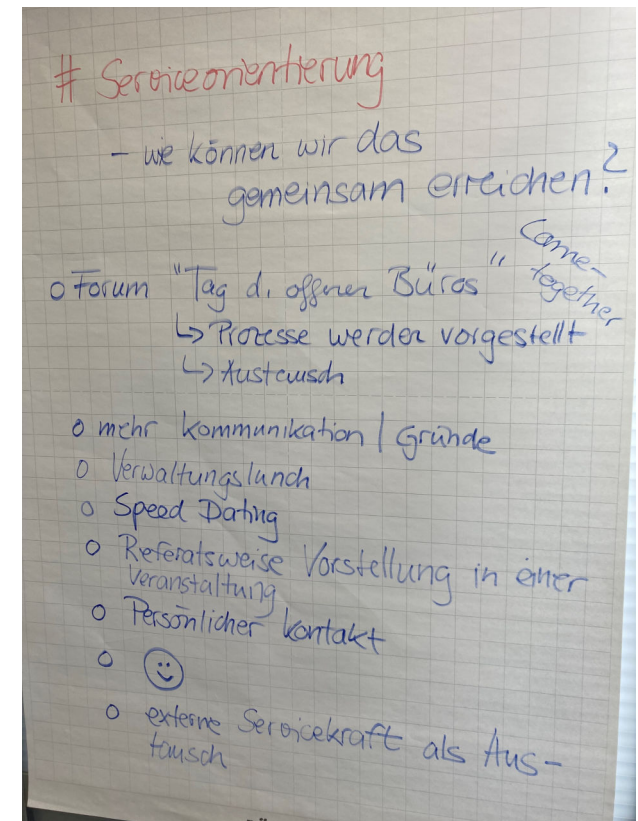 # Serviceorientierung
- wie können wir das
gemeinsam erreichen?
o Forum "Tag d. offenen Büros"
Come-
together
↳ Prozesse werden vorgestellt
↳ Austausch
o mehr Kommunikation / Gründe
o Verwaltungslunch
o Speed Dating
o Referatsweise Vorstellung in einer
Veranstaltung
o Persönlicher Kontakt
o ☺
o externe Servicekraft als Aus-
tausch